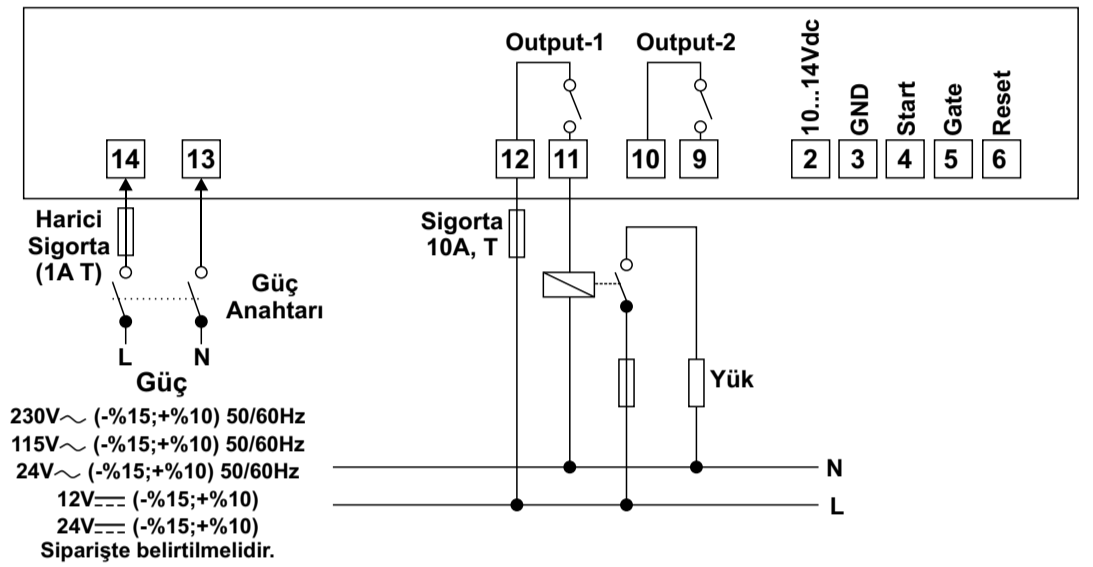 Output-1 Output-2
10...14Vdc
GND
Start
Gate
Reset
14 13 12 11 10 9 2 3 4 5 6
Harici
Sigorta
(1A T)
Sigorta
10A, T
Güç
Anahtarı
L N
Güç
Yük
230V～ (-%15;+%10) 50/60Hz
115V～ (-%15;+%10) 50/60Hz
24V～ (-%15;+%10) 50/60Hz
12V⎓ (-%15;+%10)
24V⎓ (-%15;+%10)
Siparişte belirtilmelidir.
N
L